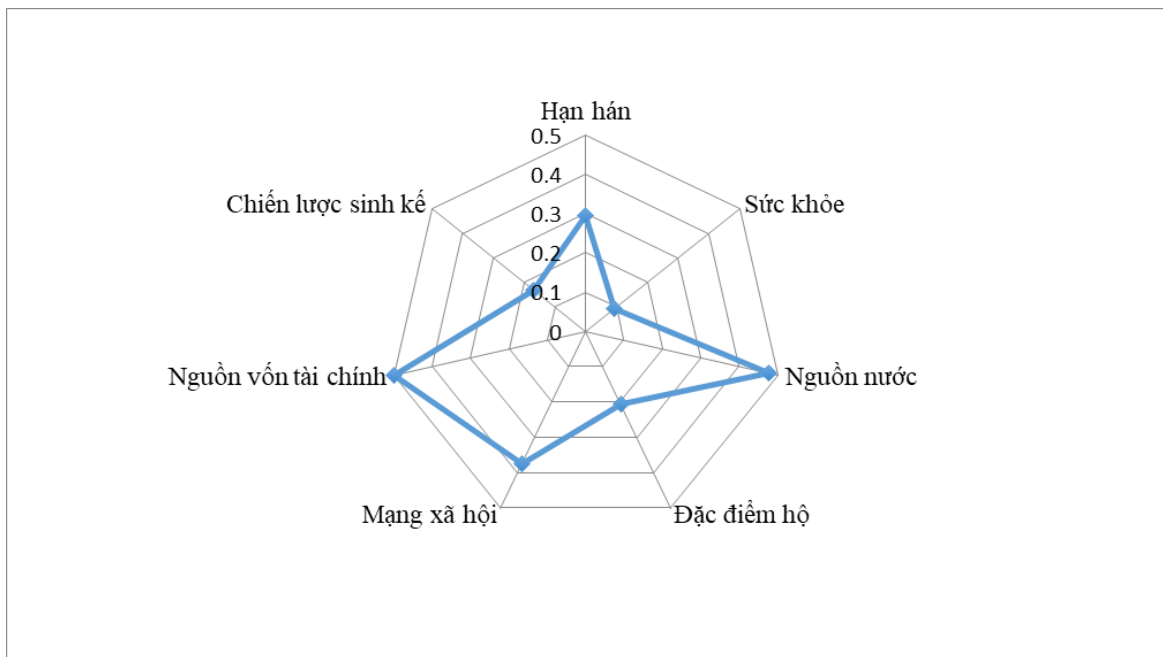 Hạn hán
0.5
0.4
Chiến lược sinh kế
Sức khỏe
0.3
0.2
0.1
0
Nguồn vốn tài chính
Nguồn nước
Mạng xã hội
Đặc điểm hộ